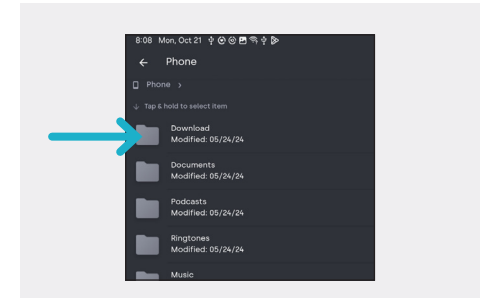 8:08 Mon, Oct 21
Phone
Phone
Tap & hold to select item
Download
Modified: 05/24/24
Documents
Modified: 05/24/24
Podcasts
Modified: 05/24/24
Ringtones
Modified: 05/24/24
Music